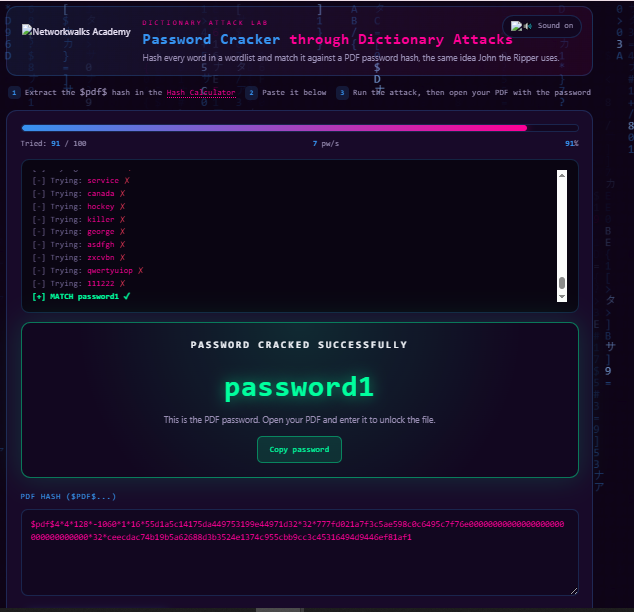 DICTIONARY ATTACK LAB
Networkwalks Academy
Sound on
Password Cracker through Dictionary Attacks
Hash every word in a wordlist and match it against a PDF password hash, the same idea John the Ripper uses.
1 Extract the $pdf$ hash in the Hash Calculator 2 Paste it below 3 Run the attack, then open your PDF with the password
Tried: 91 / 100 7 pw/s 91%
[-] Trying: service ✗
[-] Trying: canada ✗
[-] Trying: hockey ✗
[-] Trying: killer ✗
[-] Trying: george ✗
[-] Trying: asdfgh ✗
[-] Trying: zxcvbn ✗
[-] Trying: qwertyuiop ✗
[-] Trying: 111222 ✗
[+] MATCH password1 ✓
PASSWORD CRACKED SUCCESSFULLY
password1
This is the PDF password. Open your PDF and enter it to unlock the file.
Copy password
PDF HASH ($PDF$...)